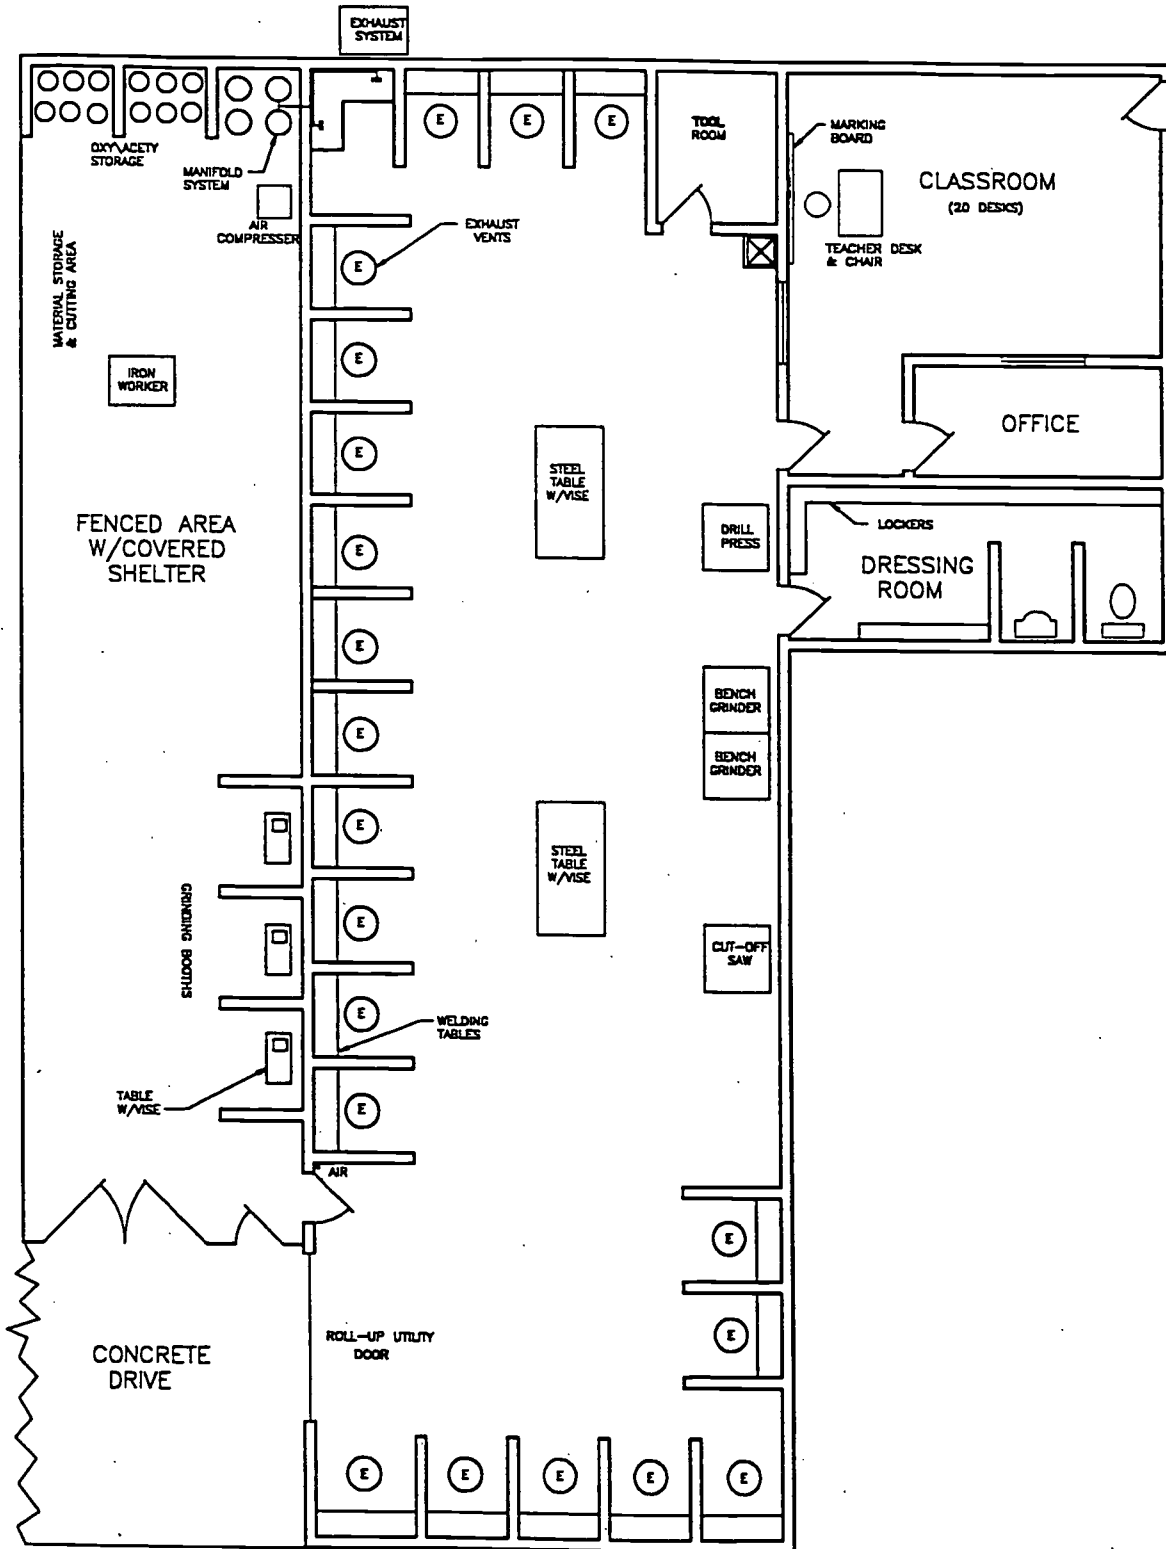 EXHAUST
SYSTEM
OXY\ACETY
STORAGE
MANIFOLD
SYSTEM
AIR
COMPRESSER
MATERIAL STORAGE
& CUTTING AREA
IRON
WORKER
FENCED AREA
W/COVERED
SHELTER
GRINDING BOOTHS
TABLE
W/VISE
CONCRETE
DRIVE
E
E
E
TOOL
ROOM
EXHAUST
VENTS
E
E
E
E
E
E
E
E
E
E
WELDING
TABLES
AIR
STEEL
TABLE
W/VISE
STEEL
TABLE
W/VISE
DRILL
PRESS
BENCH
GRINDER
BENCH
GRINDER
CUT-OFF
SAW
MARKING
BOARD
CLASSROOM
(20 DESKS)
TEACHER DESK
& CHAIR
OFFICE
LOCKERS
DRESSING
ROOM
E
E
ROLL-UP UTILITY
DOOR
E
E
E
E
E